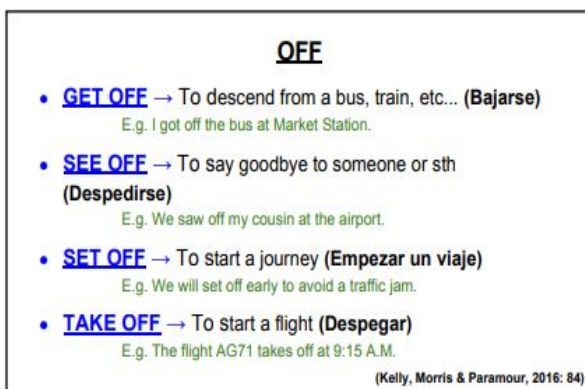 OFF
• GET OFF → To descend from a bus, train, etc... (Bajarse)
E.g. I got off the bus at Market Station.
• SEE OFF → To say goodbye to someone or sth
(Despedirse)
E.g. We saw off my cousin at the airport.
• SET OFF → To start a journey (Empezar un viaje)
E.g. We will set off early to avoid a traffic jam.
• TAKE OFF → To start a flight (Despegar)
E.g. The flight AG71 takes off at 9:15 A.M.
(Kelly, Morris & Paramour, 2016: 84)